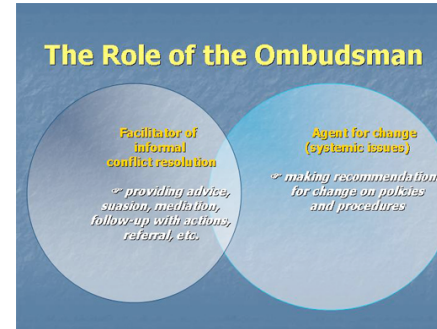 The Role of the Ombudsman
Facilitator of
informal
conflict resolution
☞ providing advice,
suasion, mediation,
follow-up with actions,
referral, etc.
Agent for change
(systemic issues)
☞ making recommendation
for change on policies
and procedures